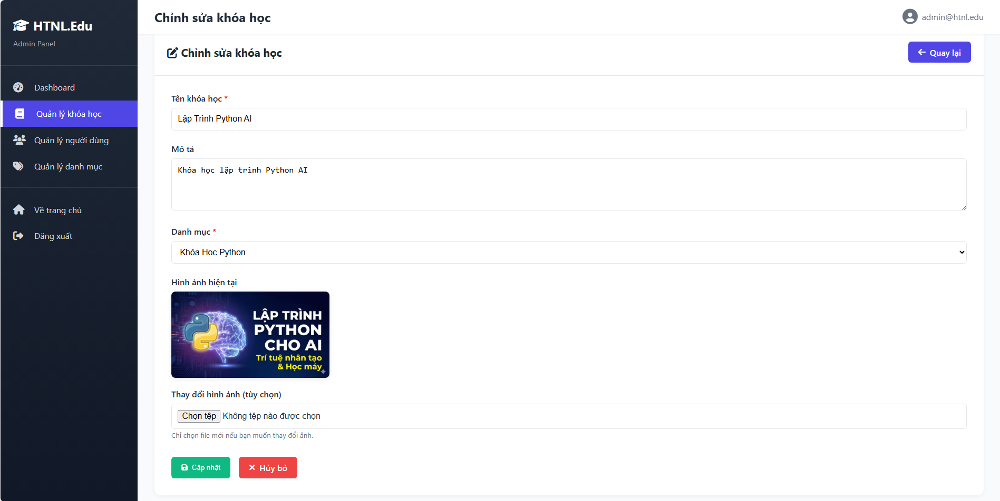 HTNL.Edu
Admin Panel
Dashboard
Quản lý khóa học
Quản lý người dùng
Quản lý danh mục
Về trang chủ
Đăng xuất
Chỉnh sửa khóa học
admin@htnl.edu
Chỉnh sửa khóa học
Quay lại
Tên khóa học *
Lập Trình Python AI
Mô tả
Khóa học lập trình Python AI
Danh mục *
Khóa Học Python
Hình ảnh hiện tại
LẬP TRÌNH
PYTHON
CHO AI
Trí tuệ nhân tạo
& Học máy
Thay đổi hình ảnh (tùy chọn)
Chọn tệp Không tệp nào được chọn
Chỉ chọn file mới nếu bạn muốn thay đổi ảnh.
Cập nhật
Hủy bỏ